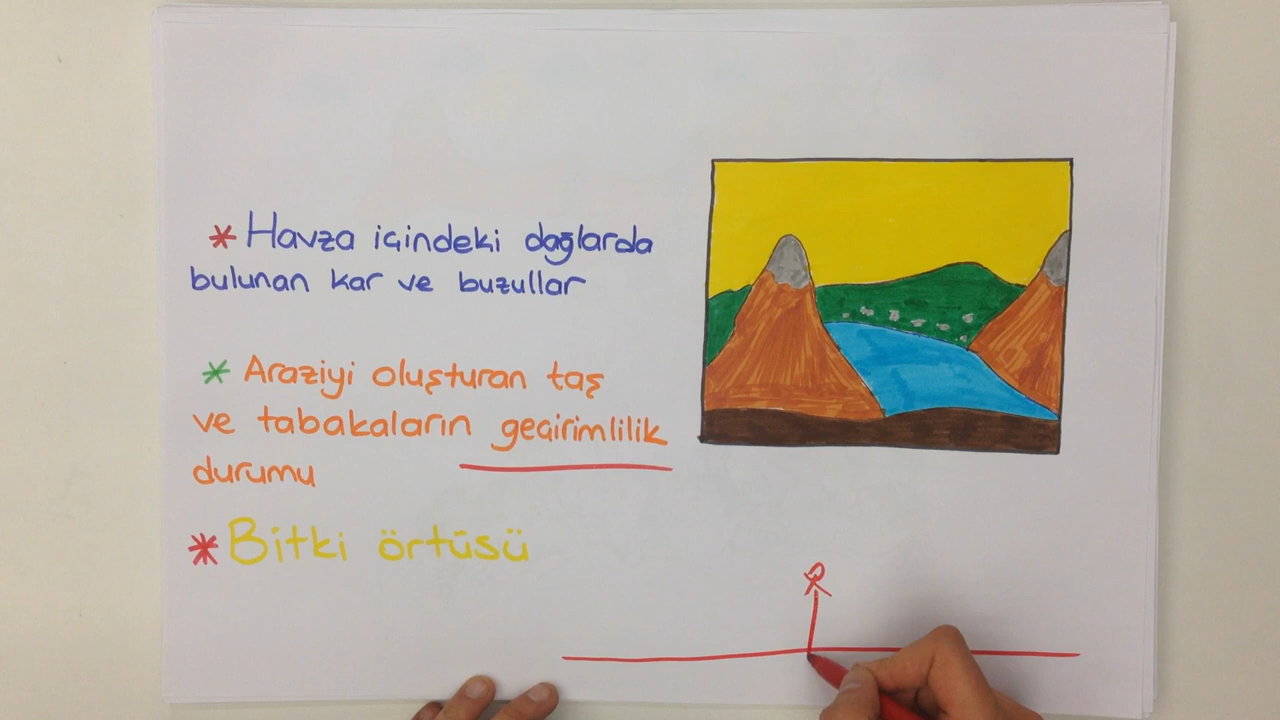 * Havza içindeki dağlarda
bulunan kar ve buzullar
* Araziyi oluşturan taş
ve tabakaların geçirimlilik
durumu
* Bitki örtüsü